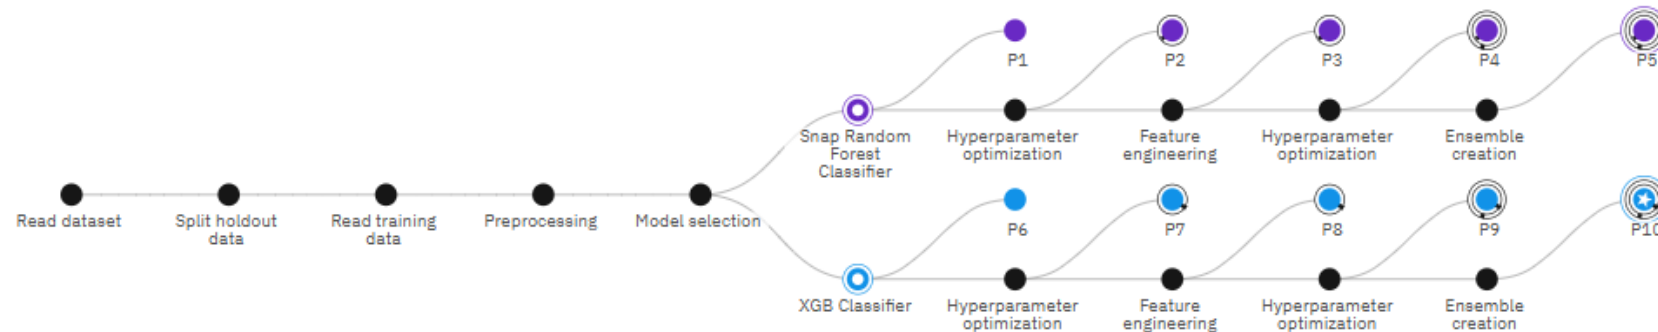 P1
P2
P3
P4
P5
Snap Random
Forest
Classifier
Hyperparameter
optimization
Feature
engineering
Hyperparameter
optimization
Ensemble
creation
Read dataset
Split holdout
data
Read training
data
Preprocessing
Model selection
P6
P7
P8
P9
P10
XGB Classifier
Hyperparameter
optimization
Feature
engineering
Hyperparameter
optimization
Ensemble
creation